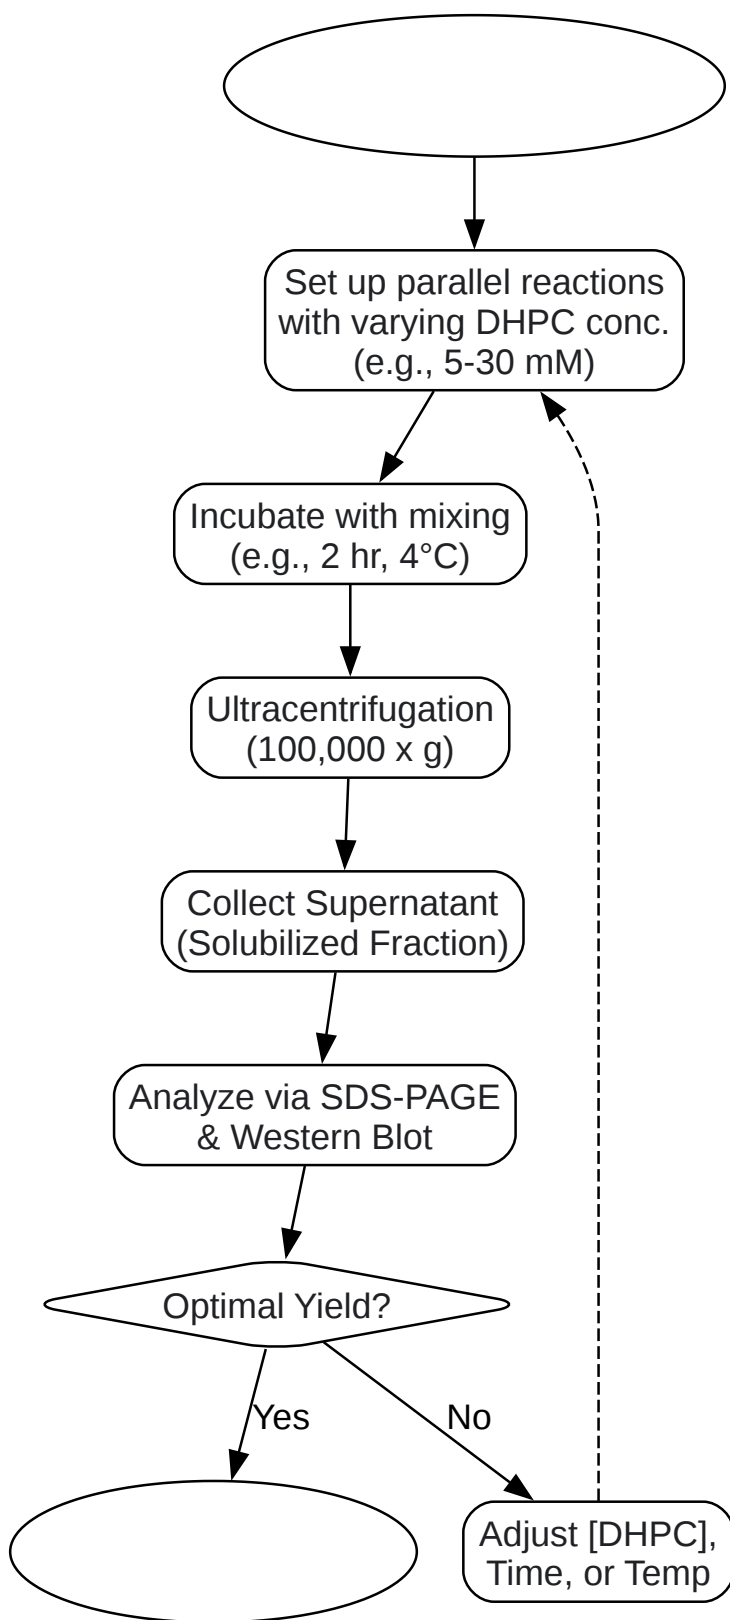 Set up parallel reactions
with varying DHPC conc.
(e.g., 5-30 mM)
Incubate with mixing
(e.g., 2 hr, 4°C)
Ultracentrifugation
(100,000 x g)
Collect Supernatant
(Solubilized Fraction)
Analyze via SDS-PAGE
& Western Blot
Optimal Yield?
Yes
No
Adjust [DHPC],
Time, or Temp